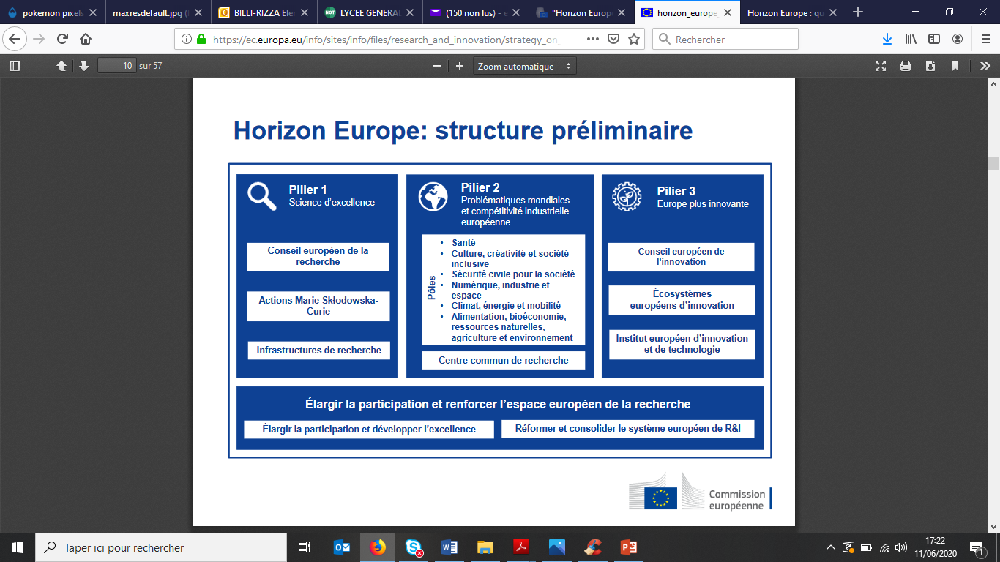 pokemon pixels
maxresdefault.jpg (
BILLI-RIZZA Eler
LYCEE GENERAL
(150 non lus) - e
"Horizon Europ
horizon_europe
Horizon Europe : qu
https://ec.europa.eu/info/sites/info/files/research_and_innovation/strategy_on_
Rechercher
10 sur 57
Zoom automatique
Horizon Europe: structure préliminaire
Pilier 1
Science d'excellence
Conseil européen de la
recherche
Actions Marie Skłodowska-
Curie
Infrastructures de recherche
Pilier 2
Problématiques mondiales
et compétitivité industrielle
européenne
Pôles
• Santé
• Culture, créativité et société
inclusive
• Sécurité civile pour la société
• Numérique, industrie et
espace
• Climat, énergie et mobilité
• Alimentation, bioéconomie,
ressources naturelles,
agriculture et environnement
Centre commun de recherche
Pilier 3
Europe plus innovante
Conseil européen de
l'innovation
Écosystèmes
européens d'innovation
Institut européen d'innovation
et de technologie
Élargir la participation et renforcer l'espace européen de la recherche
Élargir la participation et développer l'excellence
Réformer et consolider le système européen de R&I
Commission
européenne
Taper ici pour rechercher
17:22
11/06/2020
1